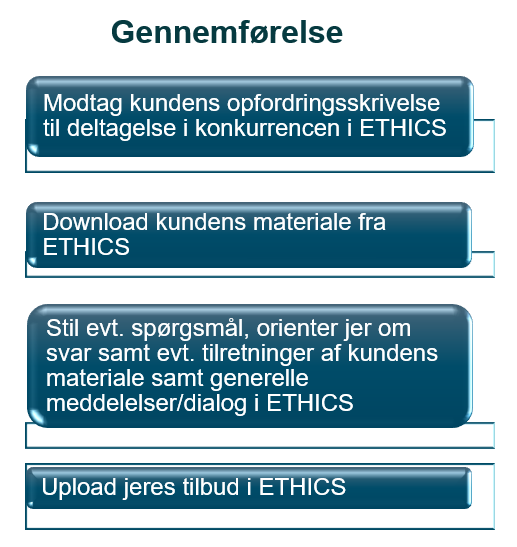 Gennemførelse
Modtag kundens opfordringsskrivelse
til deltagelse i konkurrencen i ETHICS
Download kundens materiale fra
ETHICS
Stil evt. spørgsmål, orienter jer om
svar samt evt. tilretninger af kundens
materiale samt generelle
meddelelser/dialog i ETHICS
Upload jeres tilbud i ETHICS